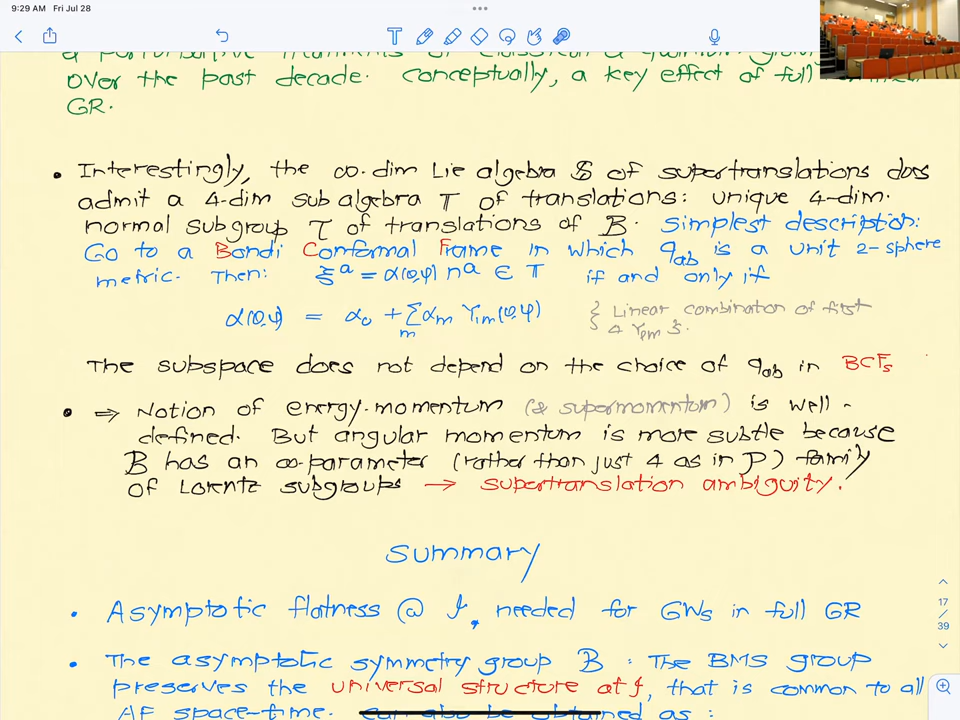 9:29 AM Fri Jul 28
over the past decade. conceptually, a key effect of full
GR.
• Interestingly, the ∞-dim Lie algebra 𝔖 of supertranslations does
admit a 4-dim sub algebra T of translations: unique 4-dim.
normal subgroup 𝒯 of translations of B. Simplest description:
Go to a Bondi Conformal Frame in which q_ab is a unit 2-sphere
metric. Then: ξ^a = α(θ,φ) n^a ∈ T if and only if
α(θ,φ) = α_0 + Σ_m α_m Y_1m(θ,φ) { Linear combination of first
4 Y_ℓm }.
The subspace does not depend on the choice of q_ab in BCFs
• ⇒ Notion of energy-momentum (& supermomentum) is well-
defined. But angular momentum is more subtle because
B has an ∞-parameter (rather than just 4 as in P) family
of Lorentz subgroups → supertranslation ambiguity.
Summary
• Asymptotic flatness @ ℐ, needed for GWs in full GR
• The asymptotic symmetry group B: The BMS group
preserves the universal structure at ℐ, that is common to all
AF space-time. can also be obtained as:
17
/
39